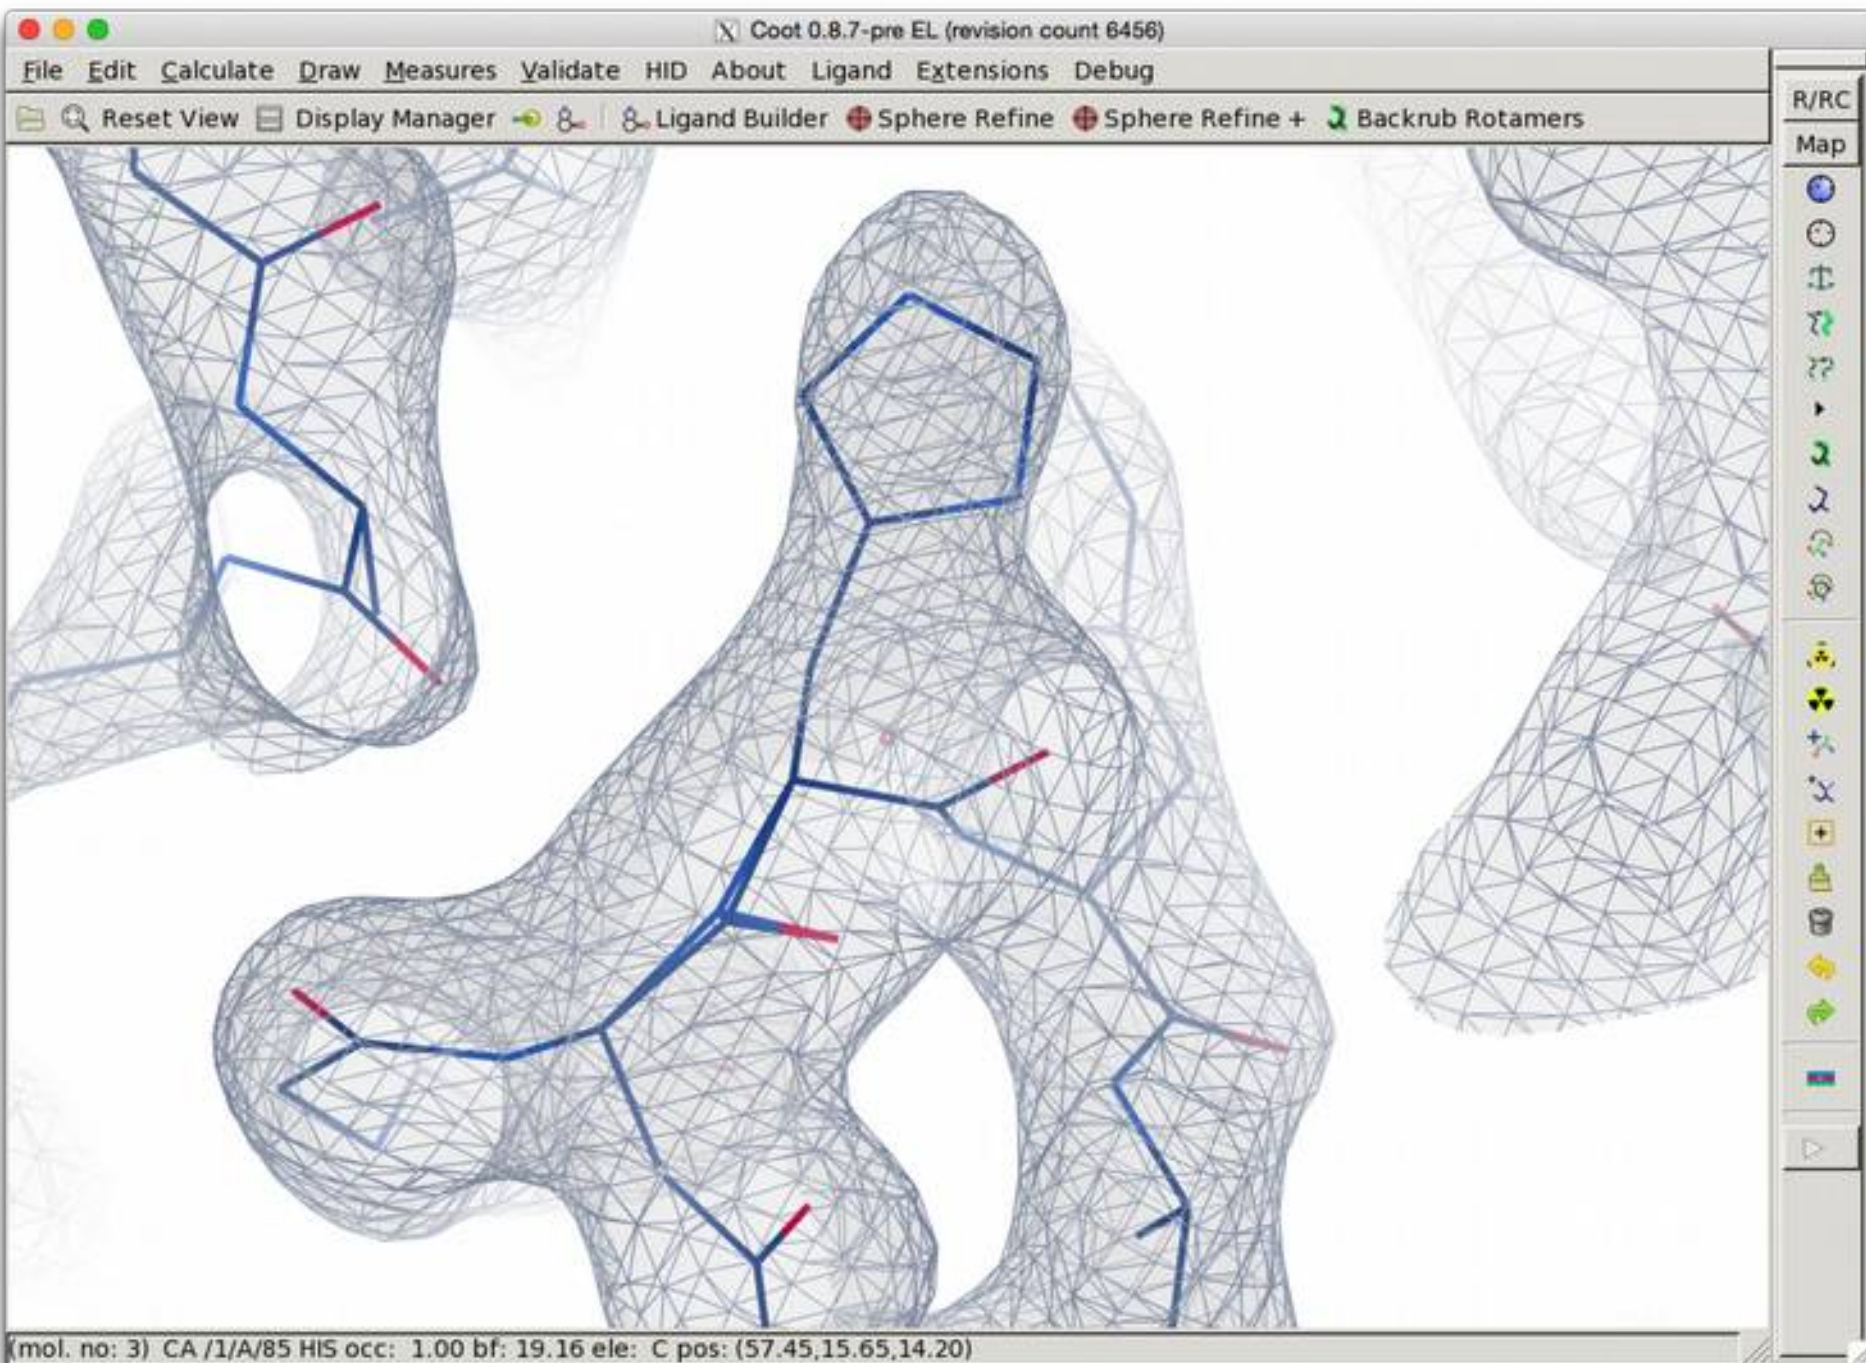 Coot 0.8.7-pre EL (revision count 6456)
File Edit Calculate Draw Measures Validate HID About Ligand Extensions Debug
Reset View Display Manager Ligand Builder Sphere Refine Sphere Refine + Backrub Rotamers
R/RC
Map
(mol. no: 3) CA /1/A/85 HIS occ: 1.00 bf: 19.16 ele: C pos: (57.45,15.65,14.20)